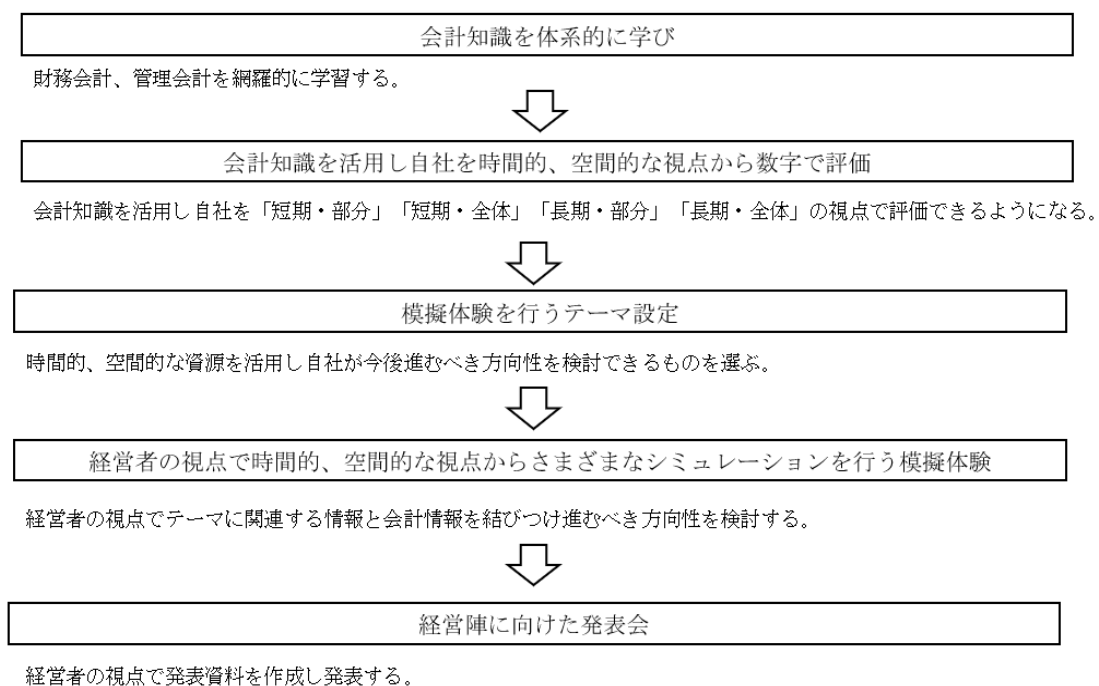 会計知識を体系的に学び
財務会計、管理会計を網羅的に学習する。
会計知識を活用し自社を時間的、空間的な視点から数字で評価
会計知識を活用し自社を「短期・部分」「短期・全体」「長期・部分」「長期・全体」の視点で評価できるようになる。
模擬体験を行うテーマ設定
時間的、空間的な資源を活用し自社が今後進むべき方向性を検討できるものを選ぶ。
経営者の視点で時間的、空間的な視点からさまざまなシミュレーションを行う模擬体験
経営者の視点でテーマに関連する情報と会計情報を結びつけ進むべき方向性を検討する。
経営陣に向けた発表会
経営者の視点で発表資料を作成し発表する。